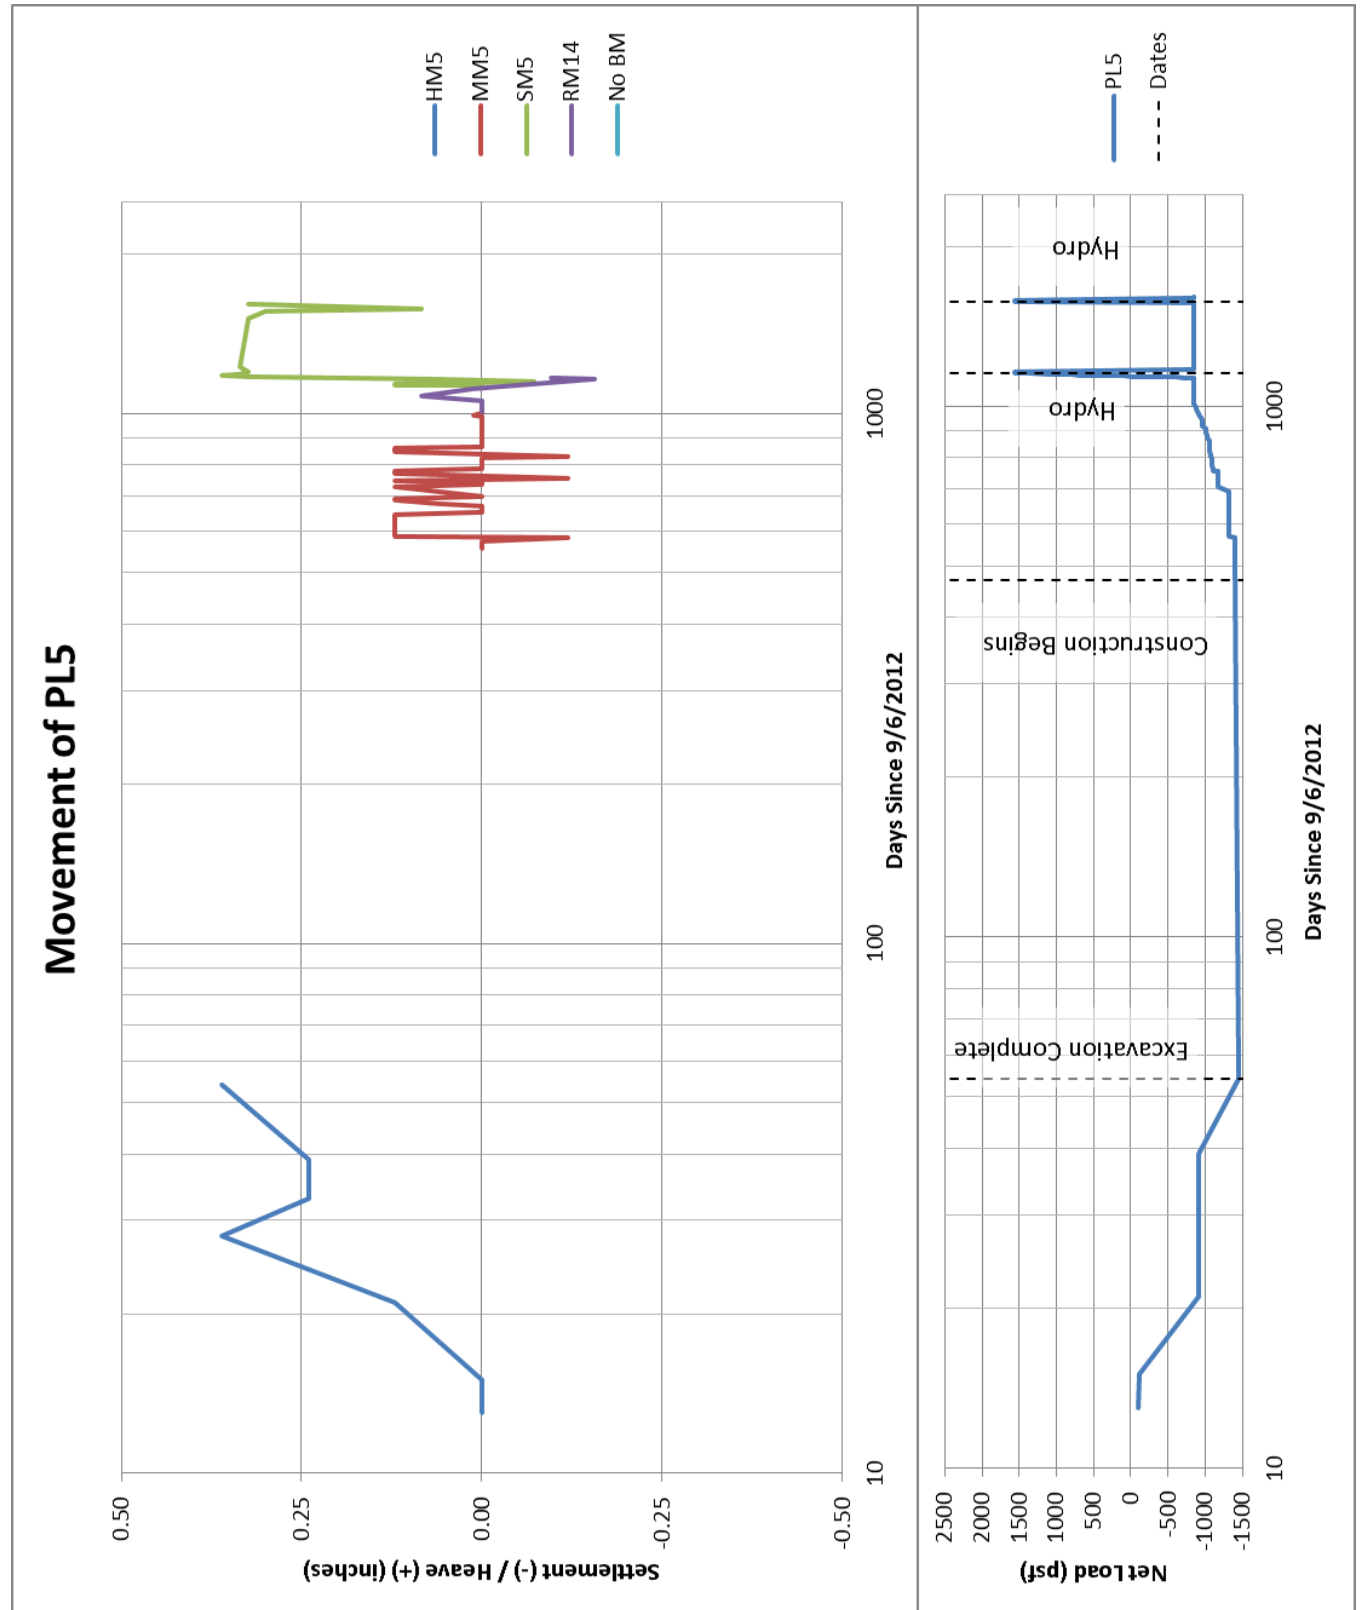 Movement of PL5
Settlement (-) / Heave (+) (inches)
0.50
0.25
0.00
-0.25
-0.50
10
100
1000
Days Since 9/6/2012
HM5
MM5
SM5
RM14
No BM
Net Load (psf)
2500
2000
1500
1000
500
0
-500
-1000
-1500
Excavation Complete
Construction Begins
Hydro
Hydro
10
100
1000
Days Since 9/6/2012
PL5
Dates